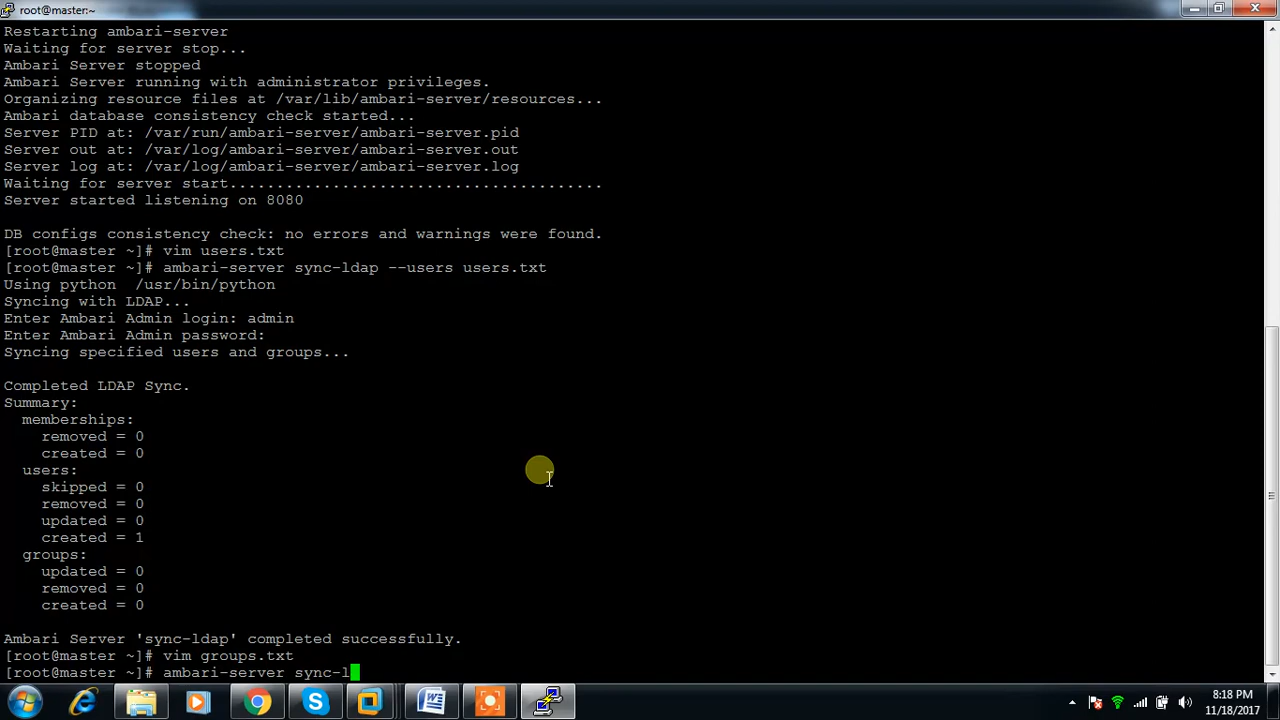 root@master:~
Restarting ambari-server
Waiting for server stop...
Ambari Server stopped
Ambari Server running with administrator privileges.
Organizing resource files at /var/lib/ambari-server/resources...
Ambari database consistency check started...
Server PID at: /var/run/ambari-server/ambari-server.pid
Server out at: /var/log/ambari-server/ambari-server.out
Server log at: /var/log/ambari-server/ambari-server.log
Waiting for server start........................................
Server started listening on 8080
DB configs consistency check: no errors and warnings were found.
[root@master ~]# vim users.txt
[root@master ~]# ambari-server sync-ldap --users users.txt
Using python  /usr/bin/python
Syncing with LDAP...
Enter Ambari Admin login: admin
Enter Ambari Admin password:
Syncing specified users and groups...
Completed LDAP Sync.
Summary:
memberships:
removed = 0
created = 0
users:
skipped = 0
removed = 0
updated = 0
created = 1
groups:
updated = 0
removed = 0
created = 0
Ambari Server 'sync-ldap' completed successfully.
[root@master ~]# vim groups.txt
[root@master ~]# ambari-server sync-l
8:18 PM
11/18/2017